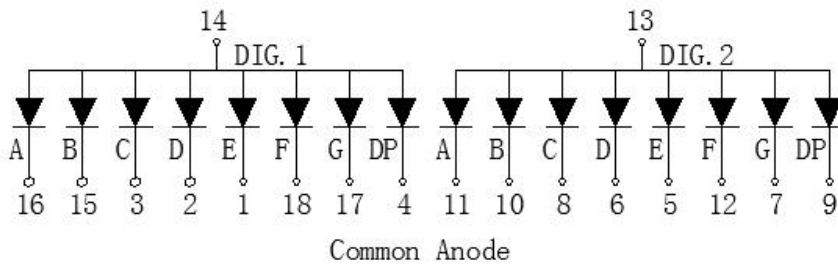 14 13
DIG.1 DIG.2
A B C D E F G DP A B C D E F G DP
16 15 3 2 1 18 17 4 11 10 8 6 5 12 7 9
Common Anode